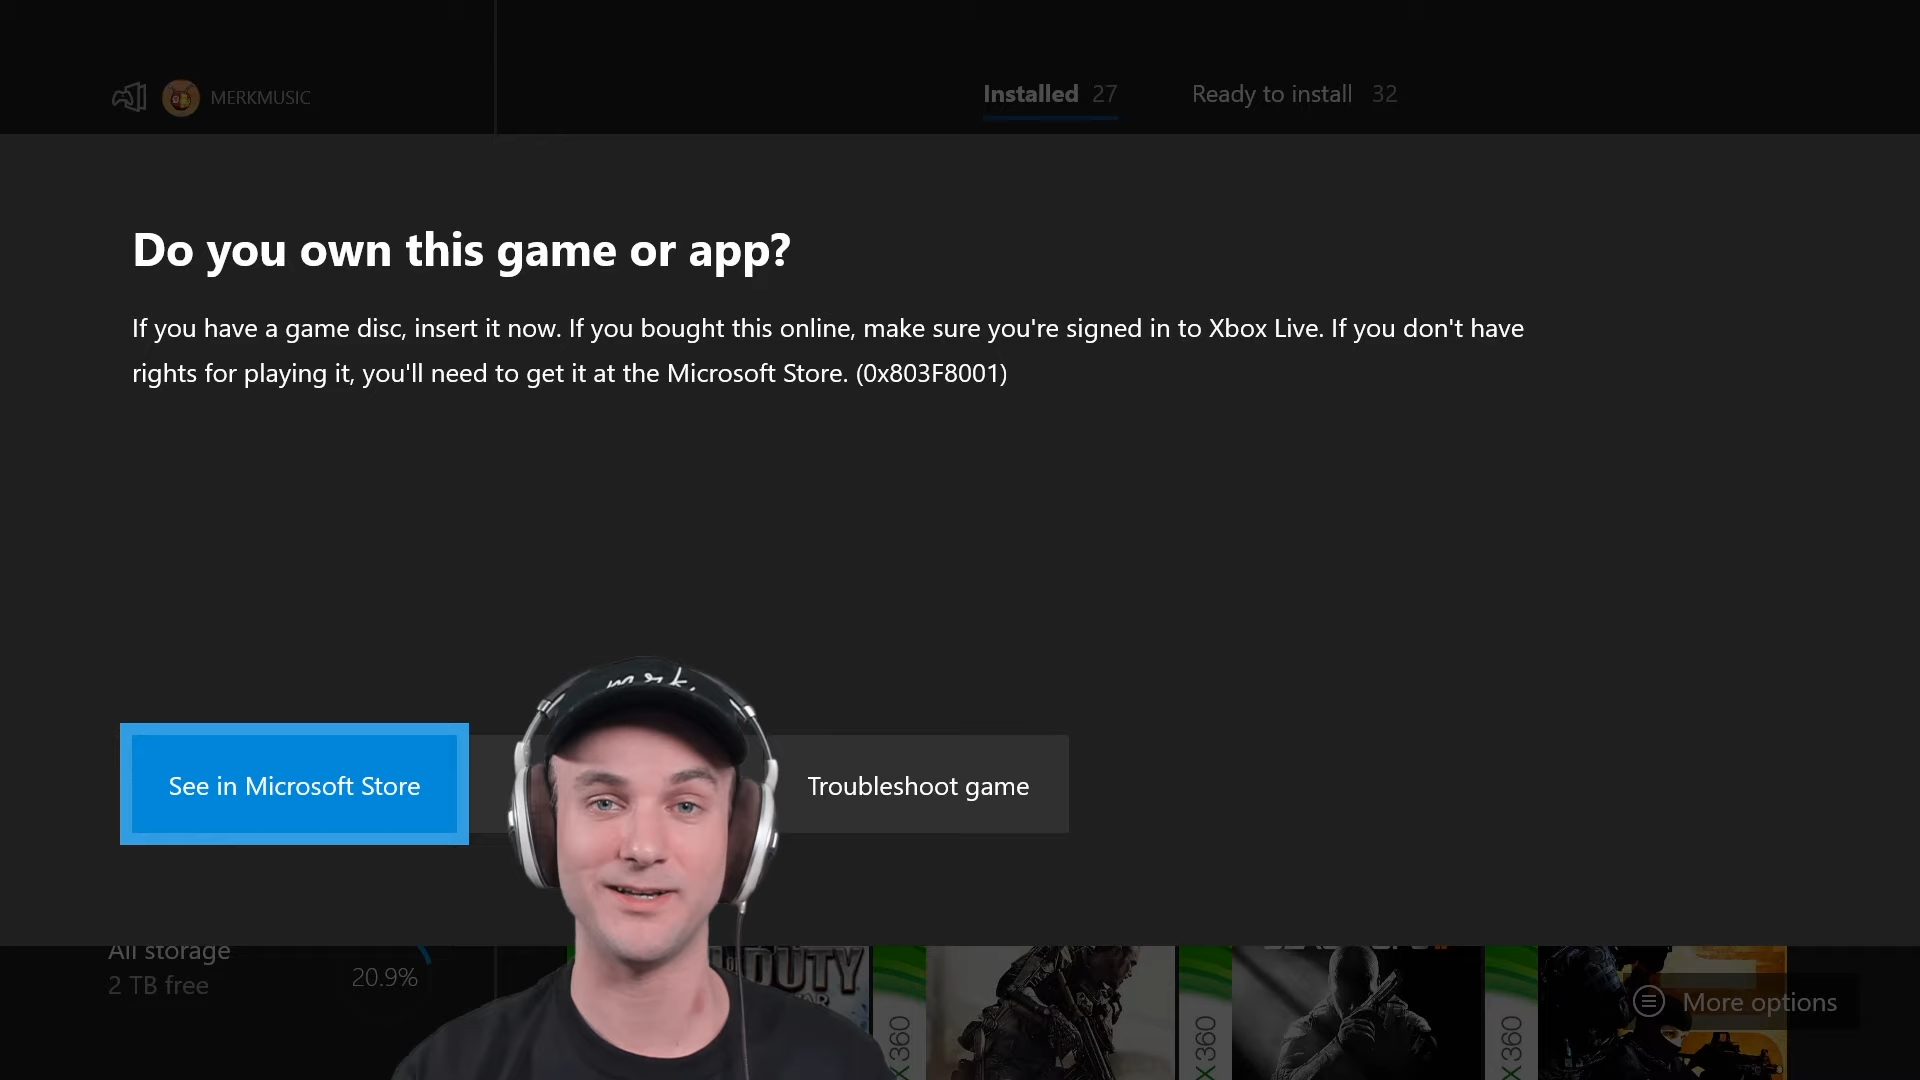 MERKMUSIC
Installed 27
Ready to install 32
Do you own this game or app?
If you have a game disc, insert it now. If you bought this online, make sure you're signed in to Xbox Live. If you don't have
rights for playing it, you'll need to get it at the Microsoft Store. (0x803F8001)
See in Microsoft Store
Troubleshoot game
All storage
2 TB free
20.9%
DUTY
X360
X360
X360
More options